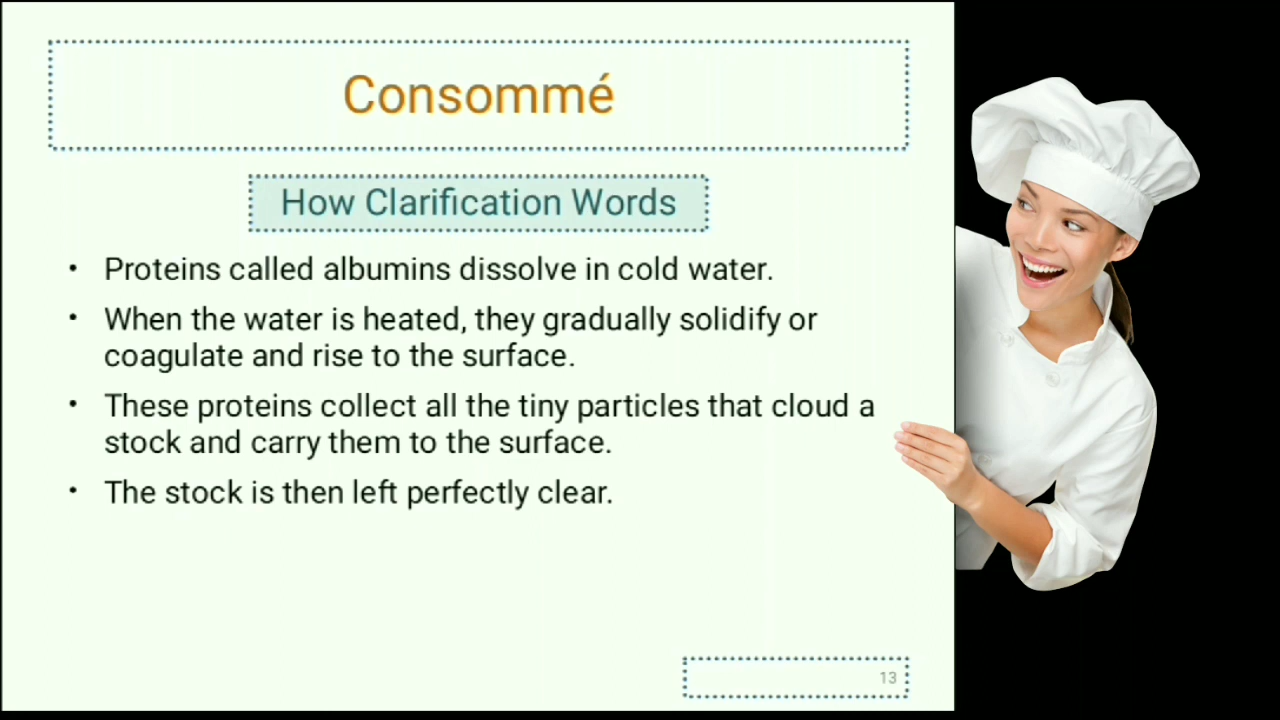 Consommé
How Clarification Words
• Proteins called albumins dissolve in cold water.
• When the water is heated, they gradually solidify or
coagulate and rise to the surface.
• These proteins collect all the tiny particles that cloud a
stock and carry them to the surface.
• The stock is then left perfectly clear.
13